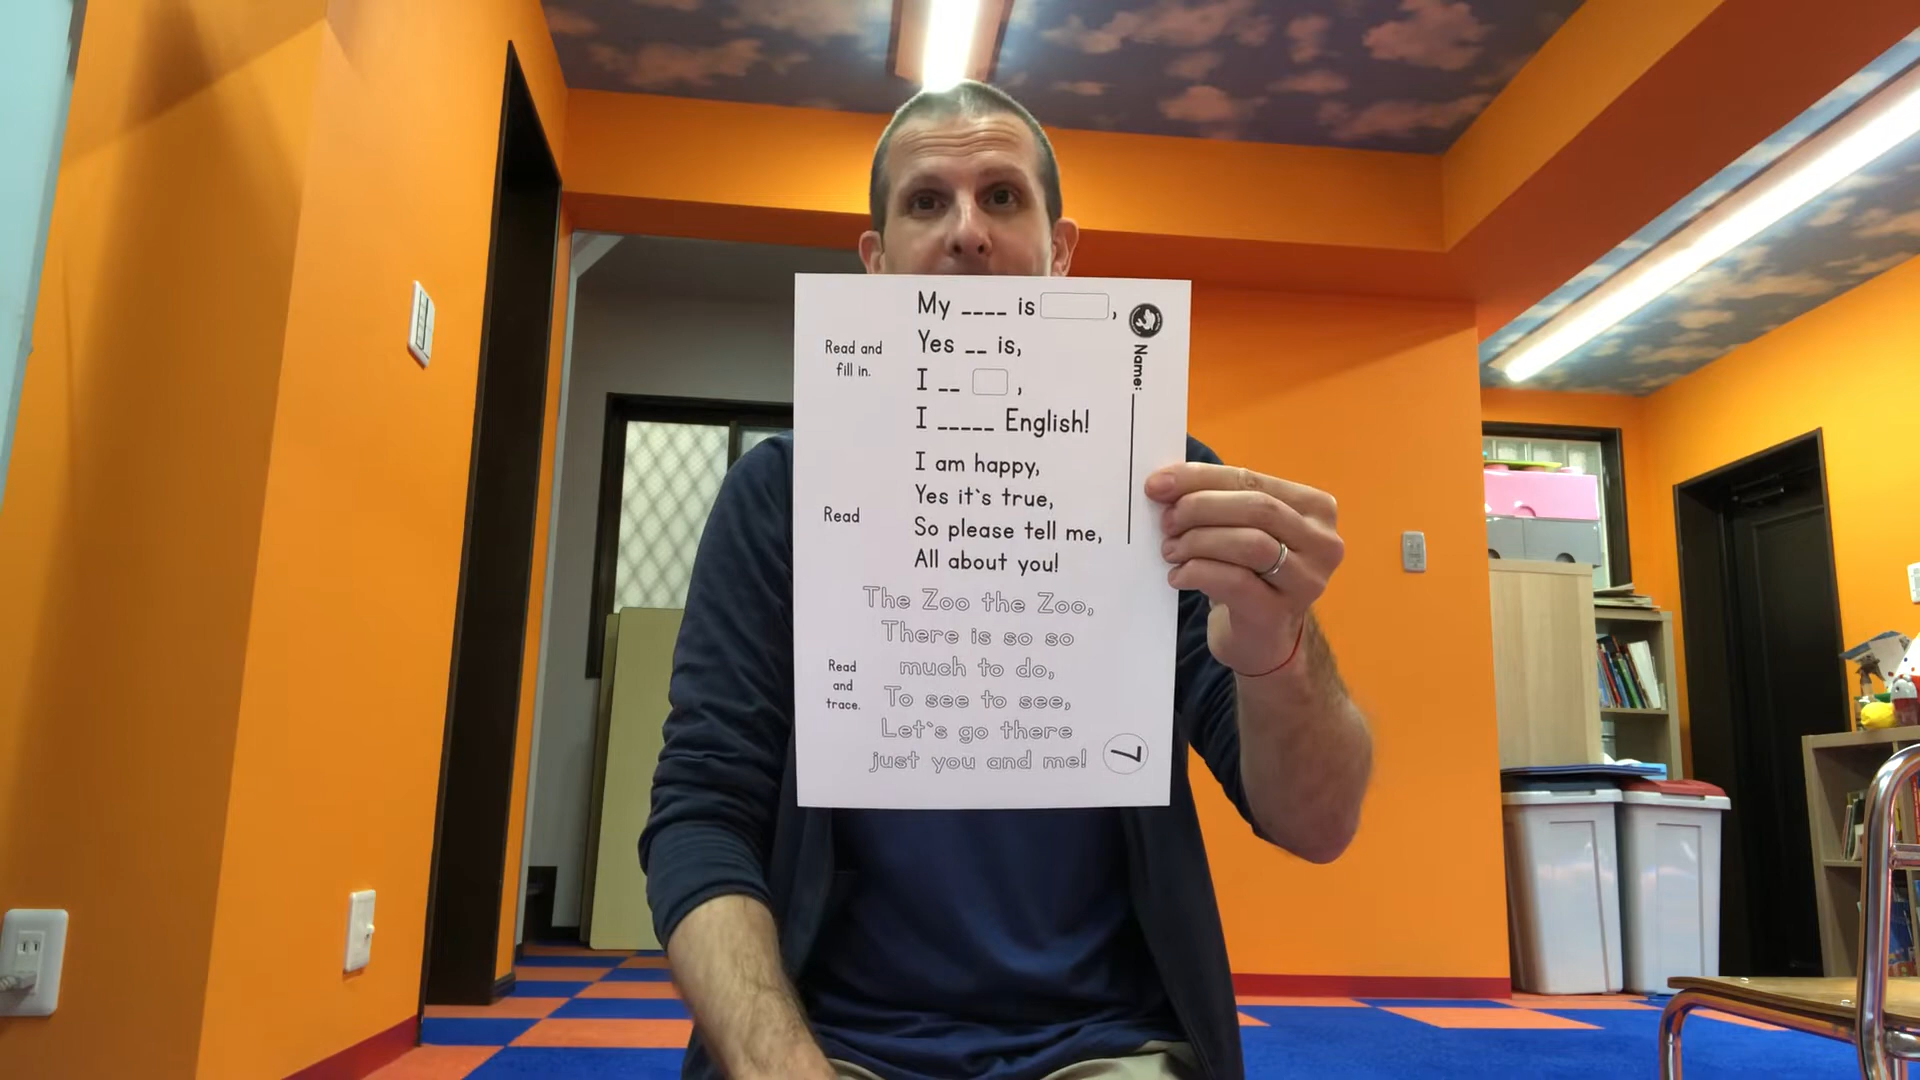 My ____ is ,
Yes __ is,
I __ ,
I _____ English!
Read and
fill in.
I am happy,
Yes it`s true,
So please tell me,
All about you!
Read
The Zoo the Zoo,
There is so so
much to do,
To see to see,
Let`s go there
just you and me!
Read
and
trace.
Name:
7